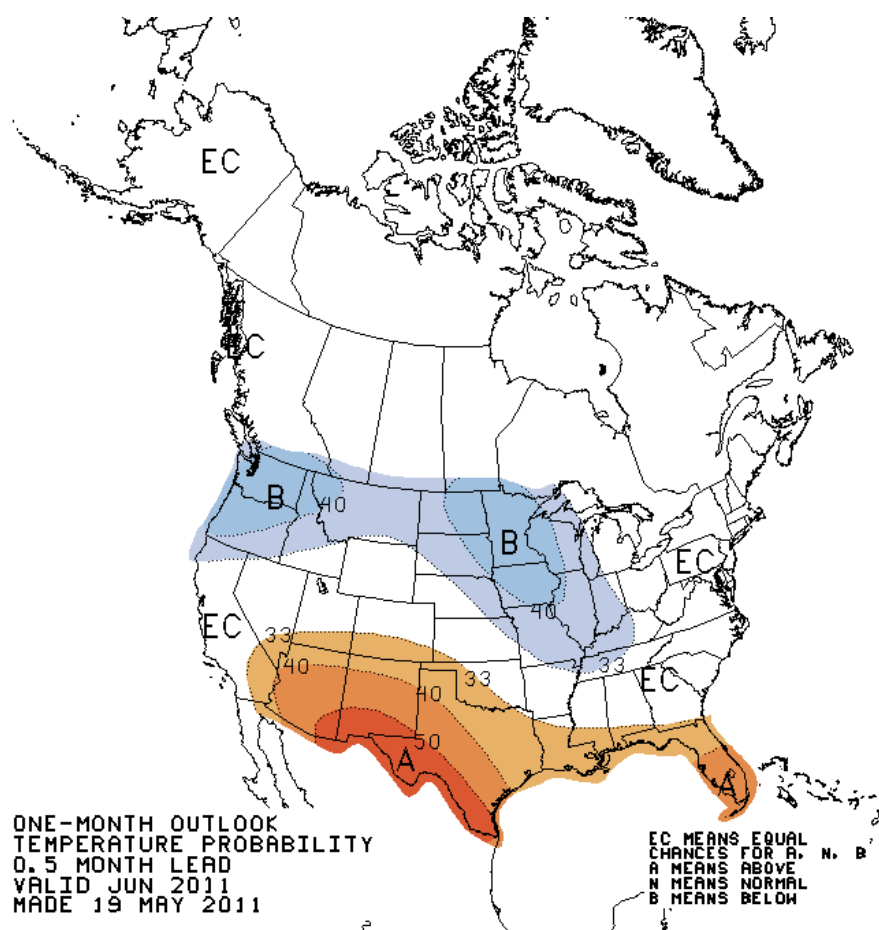 EC
EC
B
40
B
40
EC
EC
33
40
33
33
EC
40
50
A
A
ONE-MONTH OUTLOOK
TEMPERATURE PROBABILITY
0.5 MONTH LEAD
VALID JUN 2011
MADE 19 MAY 2011
EC MEANS EQUAL
CHANCES FOR A, N, B
A MEANS ABOVE
N MEANS NORMAL
B MEANS BELOW